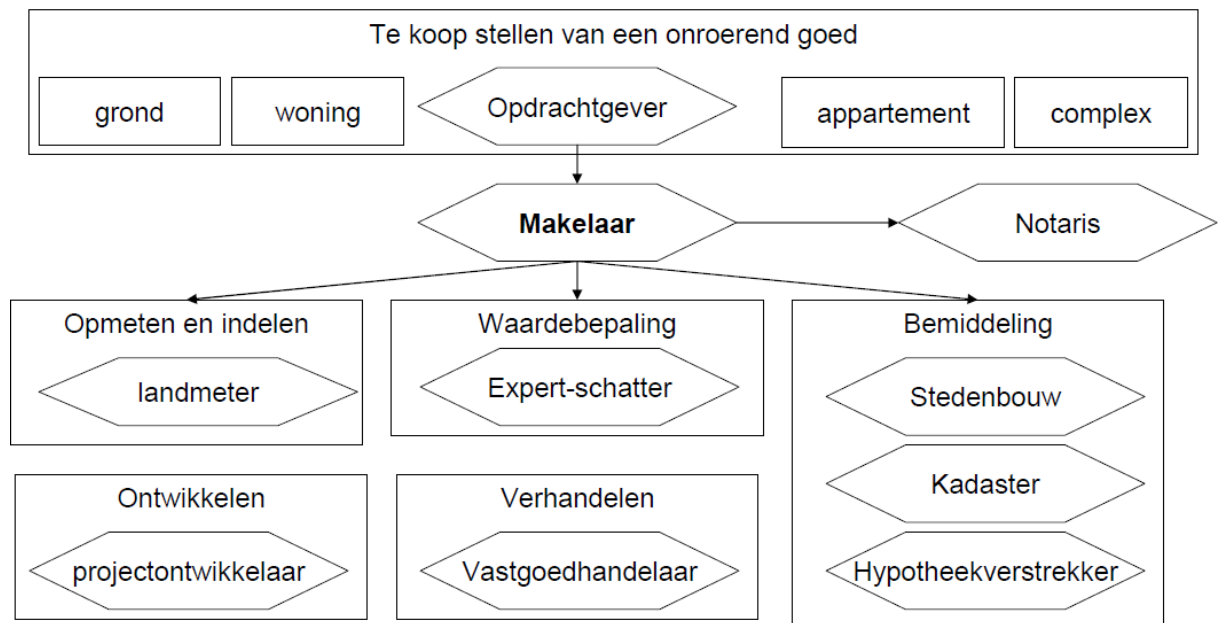 Te koop stellen van een onroerend goed
grond
woning
Opdrachtgever
appartement
complex
Makelaar
Notaris
Opmeten en indelen
landmeter
Waardebepaling
Expert-schatter
Bemiddeling
Stedenbouw
Kadaster
Hypotheekverstrekker
Ontwikkelen
projectontwikkelaar
Verhandelen
Vastgoedhandelaar